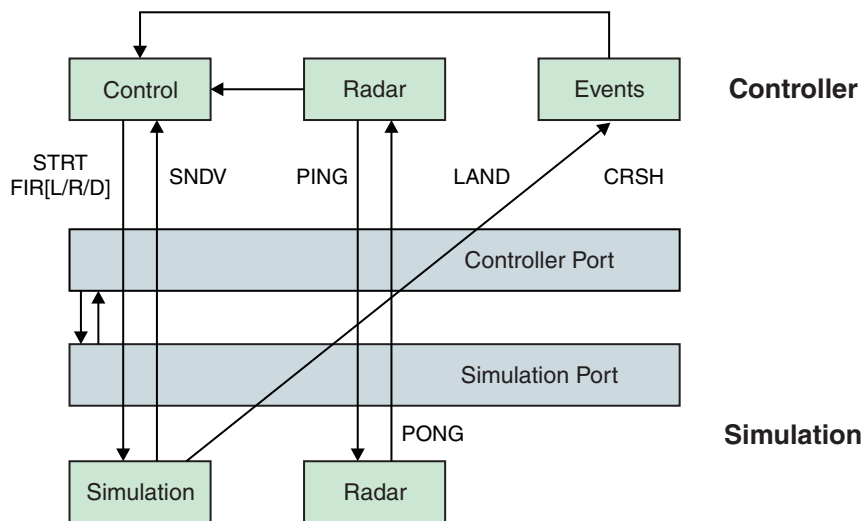 Control
Radar
Events
Controller
STRT
FIR[L/R/D]
SNDV
PING
LAND
CRSH
Controller Port
Simulation Port
PONG
Simulation
Simulation
Radar